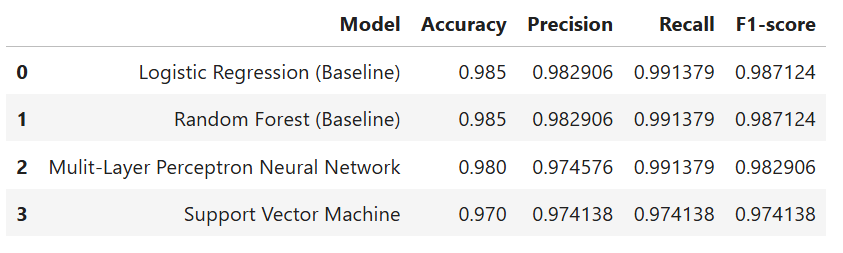 Model Accuracy Precision Recall F1-score
0 Logistic Regression (Baseline) 0.985 0.982906 0.991379 0.987124
1 Random Forest (Baseline) 0.985 0.982906 0.991379 0.987124
2 Mulit-Layer Perceptron Neural Network 0.980 0.974576 0.991379 0.982906
3 Support Vector Machine 0.970 0.974138 0.974138 0.974138